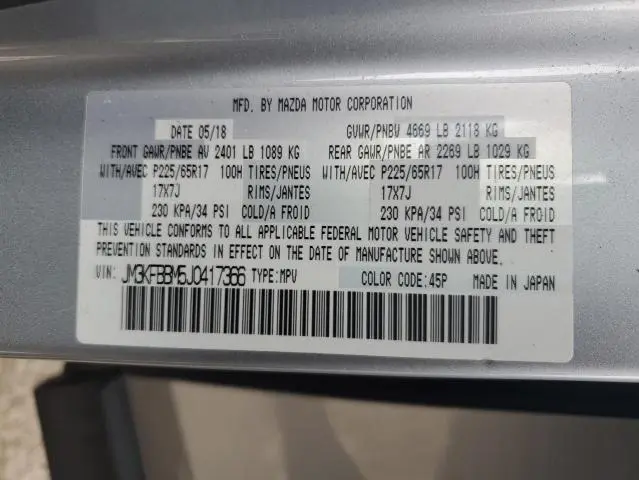 MFD. BY MAZDA MOTOR CORPORATION
DATE 05/18 GVWR/PNBV 4669 LB 2118 KG
FRONT GAWR/PNBE AV 2401 LB 1089 KG REAR GAWR/PNBE AR 2269 LB 1029 KG
WITH/AVEC P225/65R17 100H TIRES/PNEUS WITH/AVEC P225/65R17 100H TIRES/PNEUS
17X7J RIMS/JANTES 17X7J RIMS/JANTES
230 KPA/34 PSI COLD/A FROID 230 KPA/34 PSI COLD/A FROID
THIS VEHICLE CONFORMS TO ALL APPLICABLE FEDERAL MOTOR VEHICLE SAFETY AND THEFT
PREVENTION STANDARDS IN EFFECT ON THE DATE OF MANUFACTURE SHOWN ABOVE.
VIN: JM3KFBBM5J0417366 TYPE:MPV COLOR CODE:45P MADE IN JAPAN